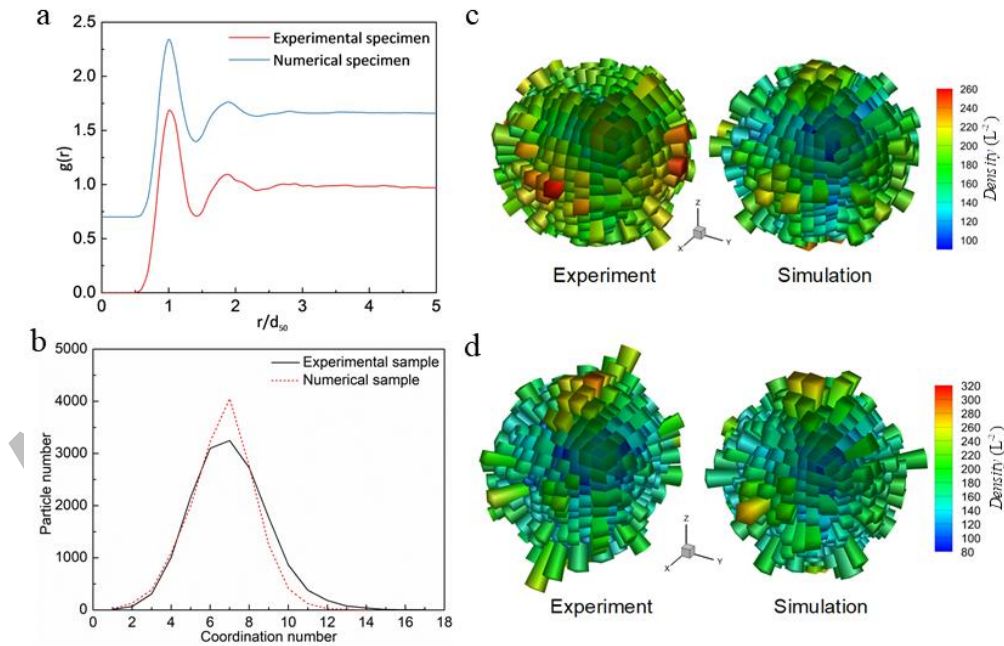 a
2.5
2.0
1.5
1.0
0.5
0.0
g(r)
Experimental specimen
Numerical specimen
0 1 2 3 4 5
r/d₅₀
b
5000
4000
3000
2000
1000
0
Particle number
Experimental sample
Numerical sample
0 2 4 6 8 10 12 14 16 18
Coordination number
c
Z
X Y
Experiment Simulation
260
240
220
200
180
160
140
120
100
Density (L⁻²)
d
Z
X Y
Experiment Simulation
320
300
280
260
240
220
200
180
160
140
120
100
80
Density (L⁻²)